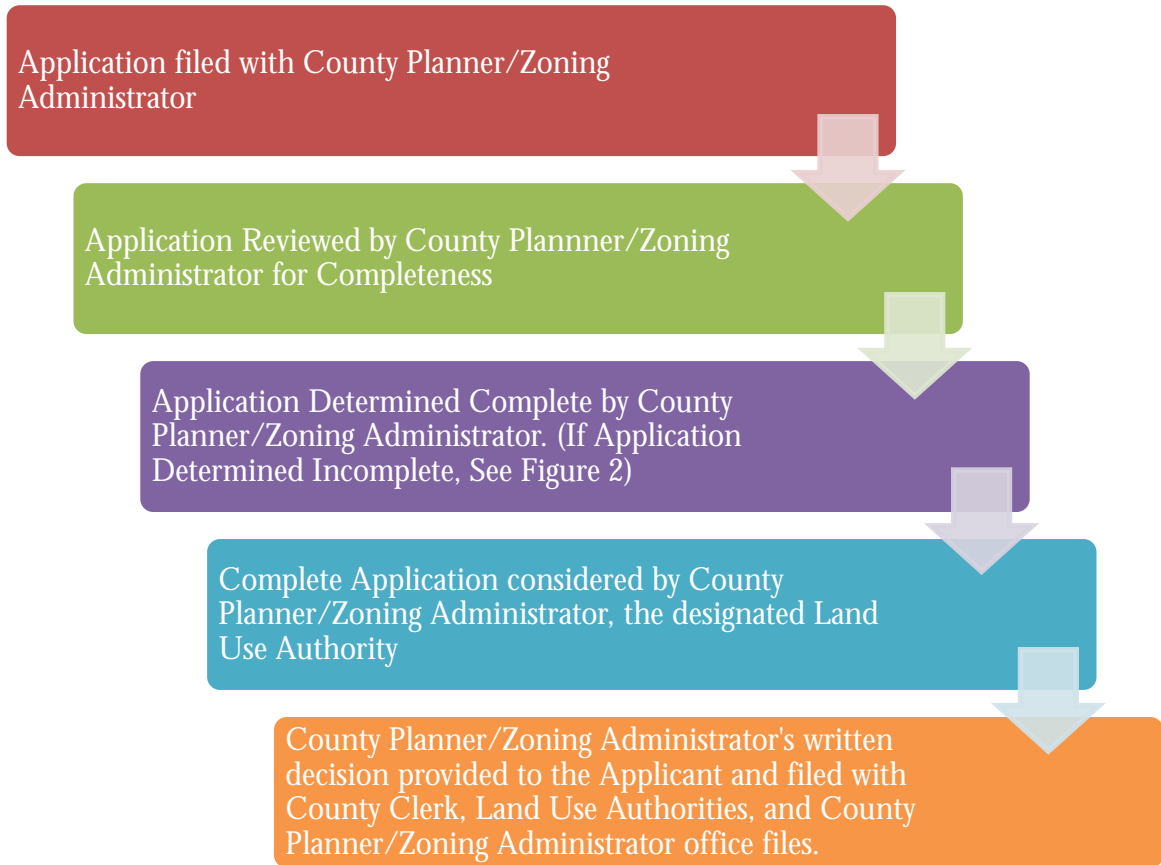 Application filed with County Planner/Zoning
Administrator
Application Reviewed by County Plannner/Zoning
Administrator for Completeness
Application Determined Complete by County
Planner/Zoning Administrator. (If Application
Determined Incomplete, See Figure 2)
Complete Application considered by County
Planner/Zoning Administrator, the designated Land
Use Authority
County Planner/Zoning Administrator's written
decision provided to the Applicant and filed with
County Clerk, Land Use Authorities, and County
Planner/Zoning Administrator office files.